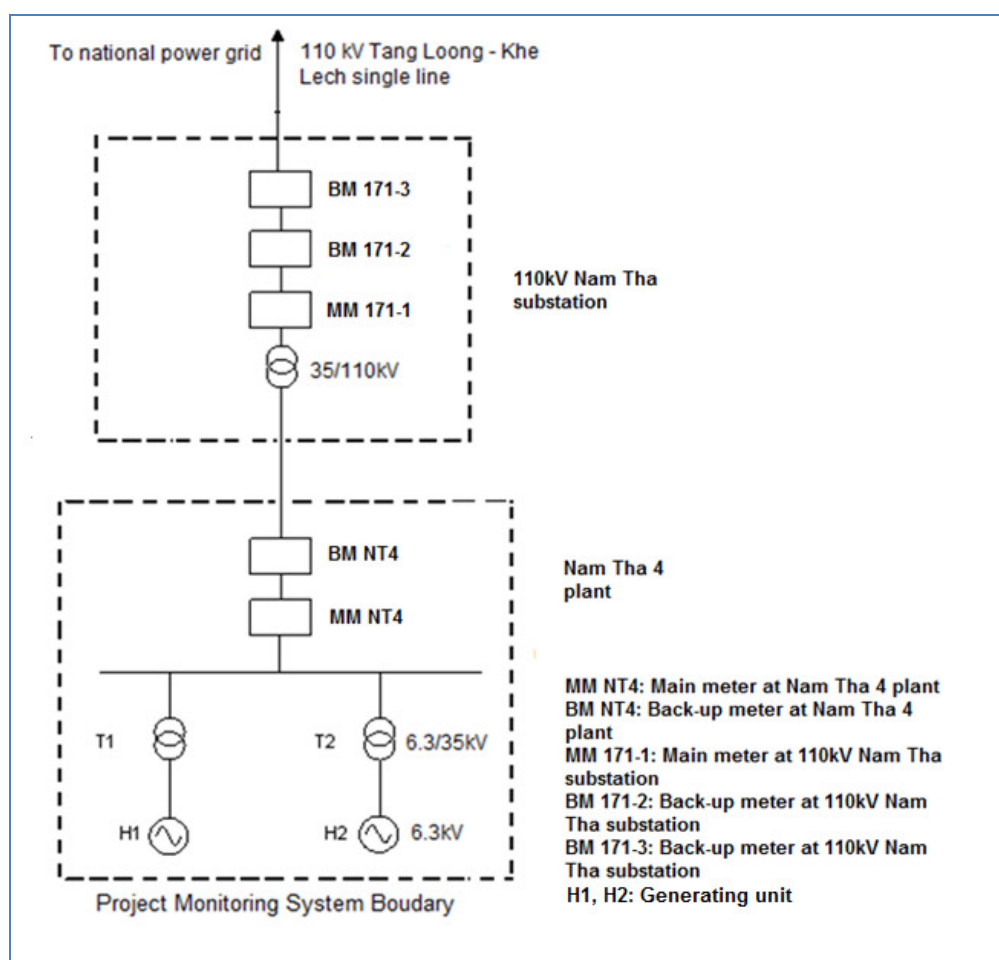 To national power grid
110 kV Tang Loong - Khe
Lech single line
BM 171-3
BM 171-2
MM 171-1
35/110kV
110kV Nam Tha
substation
BM NT4
MM NT4
Nam Tha 4
plant
T1
T2
6.3/35kV
H1
H2
6.3kV
MM NT4: Main meter at Nam Tha 4 plant
BM NT4: Back-up meter at Nam Tha 4
plant
MM 171-1: Main meter at 110kV Nam Tha
substation
BM 171-2: Back-up meter at 110kV Nam
Tha substation
BM 171-3: Back-up meter at 110kV Nam
Tha substation
H1, H2: Generating unit
Project Monitoring System Boudary